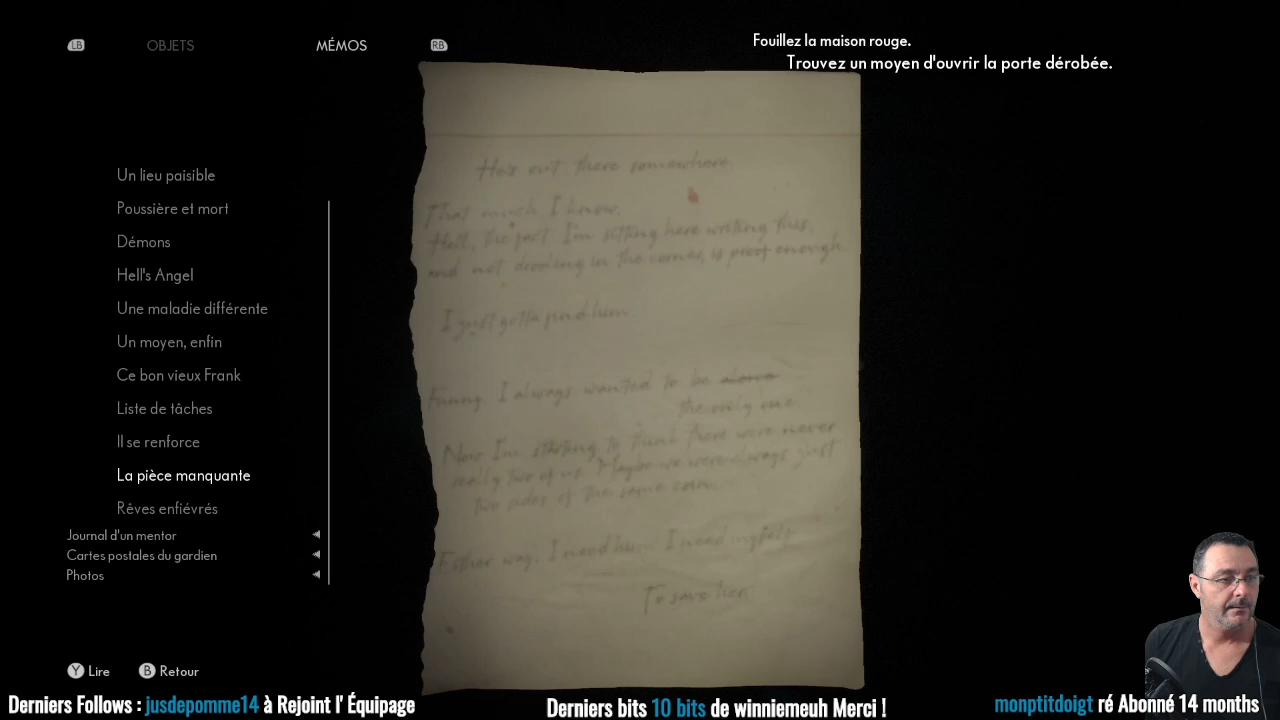 LB OBJETS MÉMOS RB
Fouillez la maison rouge.
Trouvez un moyen d'ouvrir la porte dérobée.
Un lieu paisible
Poussière et mort
Démons
Hell's Angel
Une maladie différente
Un moyen, enfin
Ce bon vieux Frank
Liste de tâches
Il se renforce
La pièce manquante
Rêves enfiévrés
Journal d'un mentor
Cartes postales du gardien
Photos
Y Lire B Retour
He's out there somewhere.
That much I know.
Hell, the fact I'm sitting here writing this,
and not drooling in the corner, is proof enough.
I just gotta find him.
Funny. I always wanted to be alone
the only one.
Now I'm starting to think there were never
really two of us. Maybe we were always just
two sides of the same coin.
Either way, I need him. I need myself.
To save her.
Derniers Follows : jusdepomme14 à Rejoint l' Équipage
Derniers bits 10 bits de winniemeuh Merci !
monptitdoigt ré Abonné 14 months